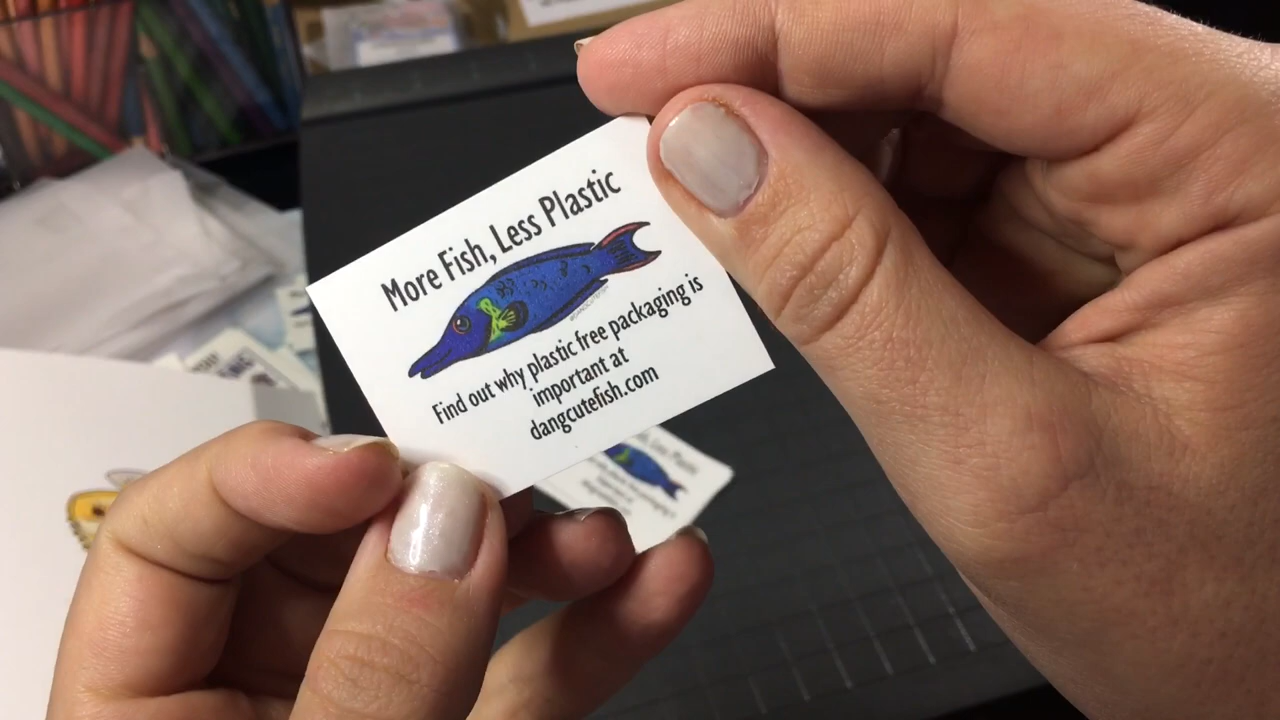 More Fish, Less Plastic
Find out why plastic free packaging is
important at
dangcutefish.com